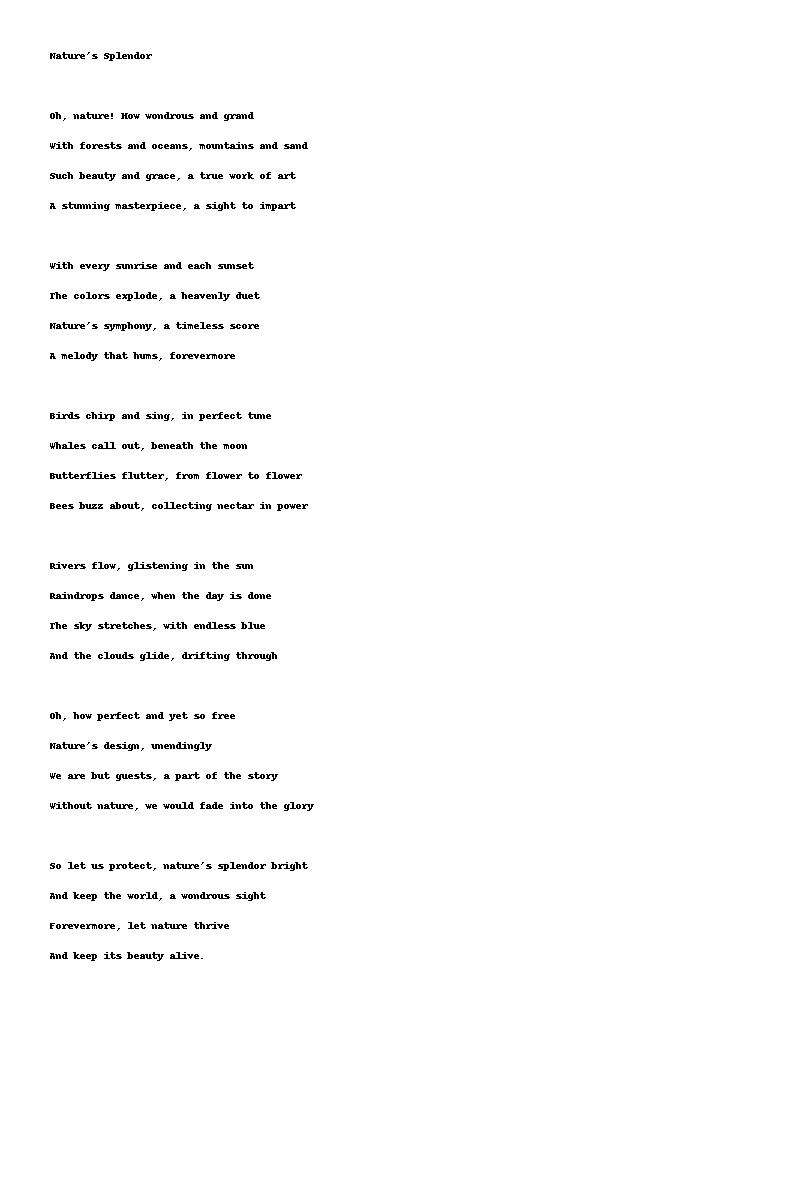 Nature's Splendor
Oh, nature! How wondrous and grand
With forests and oceans, mountains and sand
Such beauty and grace, a true work of art
A stunning masterpiece, a sight to impart
With every sunrise and each sunset
The colors explode, a heavenly duet
Nature's symphony, a timeless score
A melody that hums, forevermore
Birds chirp and sing, in perfect tune
Whales call out, beneath the moon
Butterflies flutter, from flower to flower
Bees buzz about, collecting nectar in power
Rivers flow, glistening in the sun
Raindrops dance, when the day is done
The sky stretches, with endless blue
And the clouds glide, drifting through
Oh, how perfect and yet so free
Nature's design, unendingly
We are but guests, a part of the story
Without nature, we would fade into the glory
So let us protect, nature's splendor bright
And keep the world, a wondrous sight
Forevermore, let nature thrive
And keep its beauty alive.